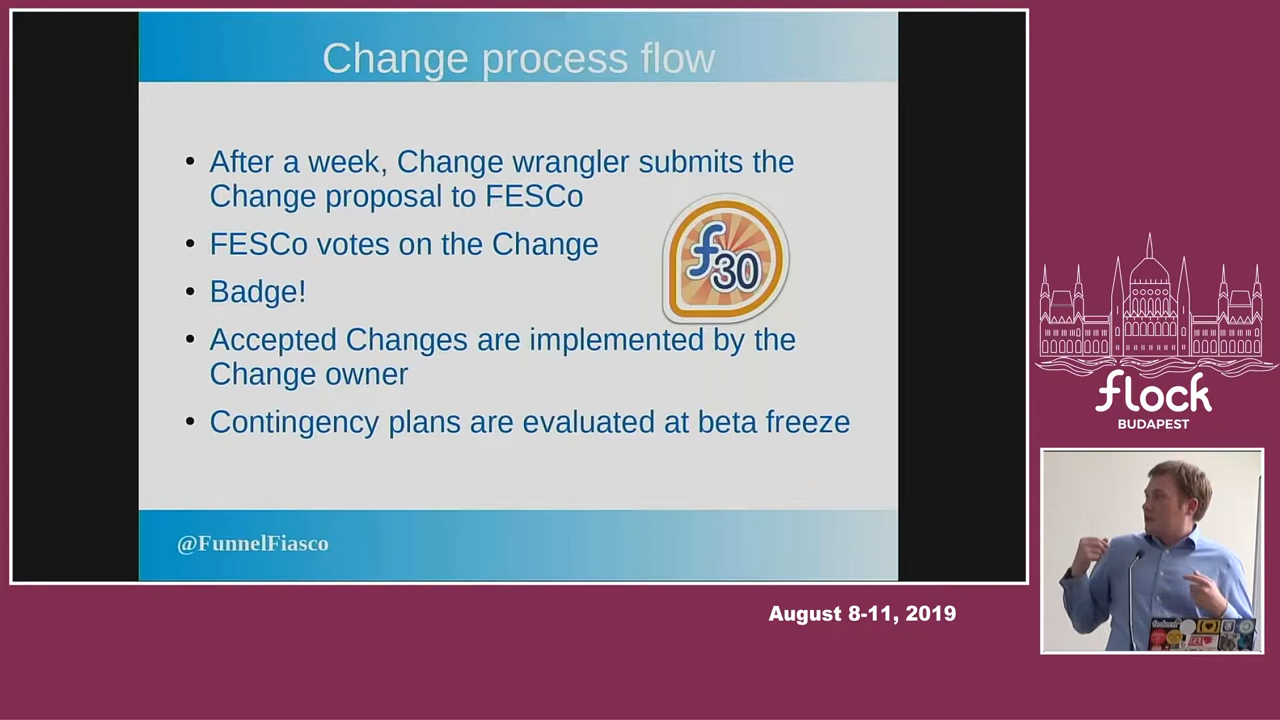 Change process flow
• After a week, Change wrangler submits the
Change proposal to FESCo
• FESCo votes on the Change
• Badge!
• Accepted Changes are implemented by the
Change owner
• Contingency plans are evaluated at beta freeze
f30
@FunnelFiasco
flock
BUDAPEST
August 8-11, 2019